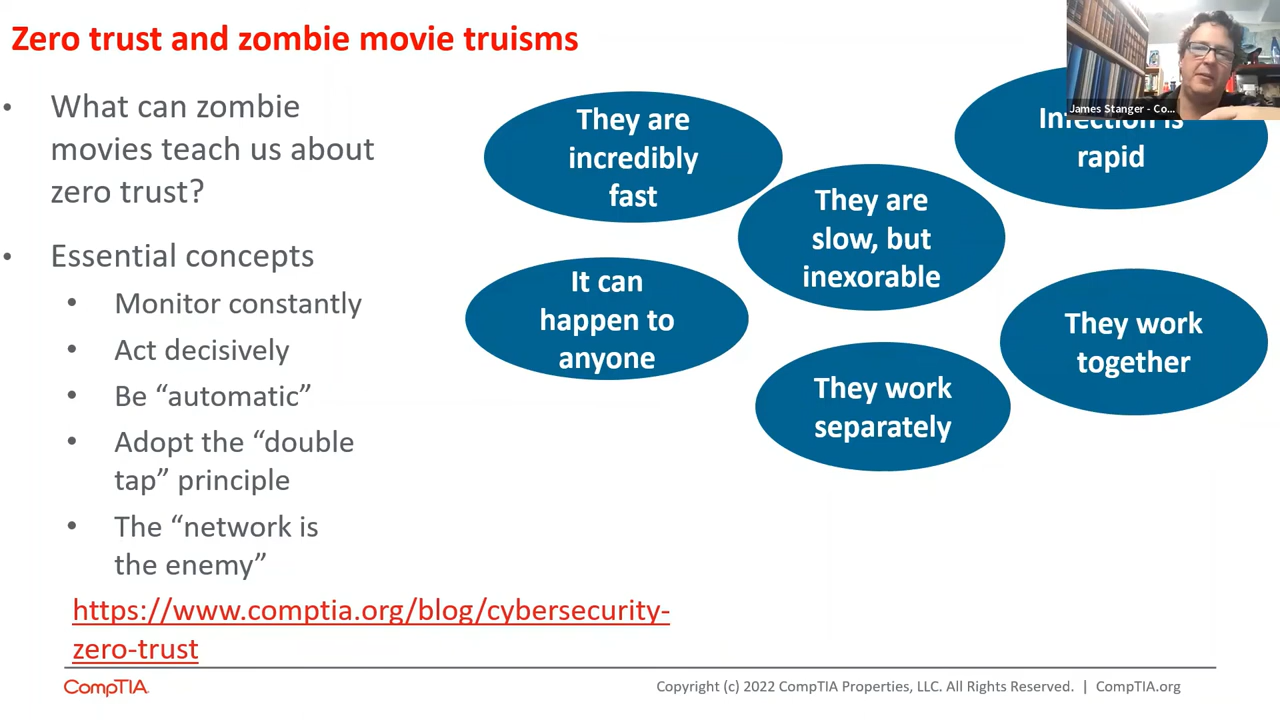 Zero trust and zombie movie truisms
• What can zombie
movies teach us about
zero trust?
• Essential concepts
• Monitor constantly
• Act decisively
• Be “automatic”
• Adopt the “double
tap” principle
• The “network is
the enemy”
https://www.comptia.org/blog/cybersecurity-
zero-trust
They are
incredibly
fast
They are
slow, but
inexorable
James Stanger - Co...
Infection is
rapid
It can
happen to
anyone
They work
separately
They work
together
CompTIA.
Copyright (c) 2022 CompTIA Properties, LLC. All Rights Reserved. | CompTIA.org